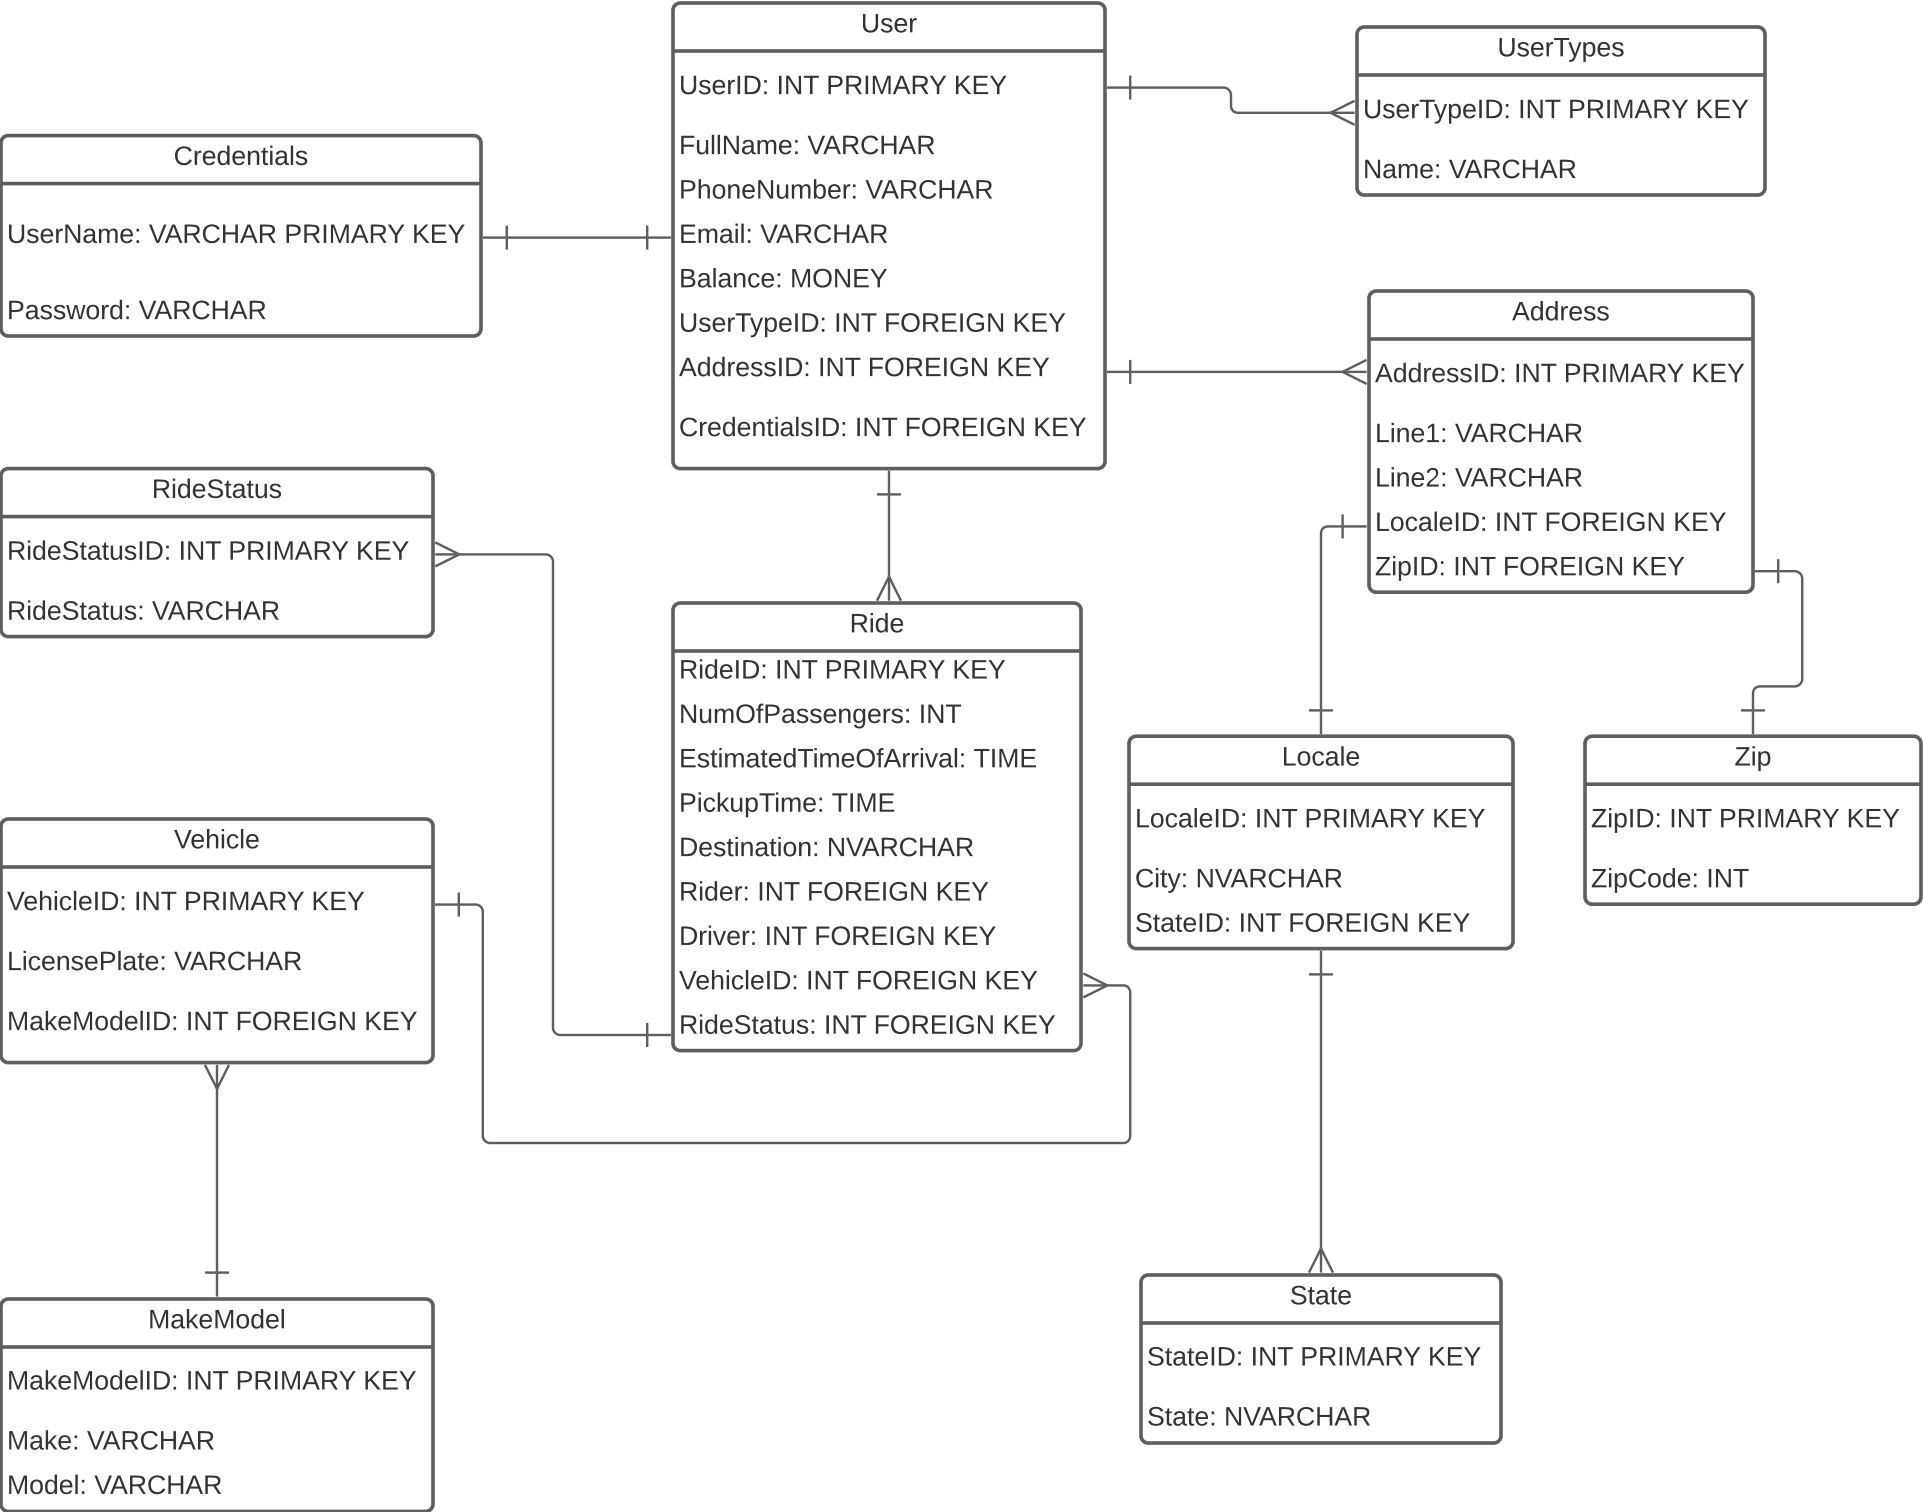 User
UserID: INT PRIMARY KEY
FullName: VARCHAR
PhoneNumber: VARCHAR
Email: VARCHAR
Balance: MONEY
UserTypeID: INT FOREIGN KEY
AddressID: INT FOREIGN KEY
CredentialsID: INT FOREIGN KEY
UserTypes
UserTypeID: INT PRIMARY KEY
Name: VARCHAR
Credentials
UserName: VARCHAR PRIMARY KEY
Password: VARCHAR
Address
AddressID: INT PRIMARY KEY
Line1: VARCHAR
Line2: VARCHAR
LocaleID: INT FOREIGN KEY
ZipID: INT FOREIGN KEY
RideStatus
RideStatusID: INT PRIMARY KEY
RideStatus: VARCHAR
Ride
RideID: INT PRIMARY KEY
NumOfPassengers: INT
EstimatedTimeOfArrival: TIME
PickupTime: TIME
Destination: NVARCHAR
Rider: INT FOREIGN KEY
Driver: INT FOREIGN KEY
VehicleID: INT FOREIGN KEY
RideStatus: INT FOREIGN KEY
Locale
LocaleID: INT PRIMARY KEY
City: NVARCHAR
StateID: INT FOREIGN KEY
Zip
ZipID: INT PRIMARY KEY
ZipCode: INT
Vehicle
VehicleID: INT PRIMARY KEY
LicensePlate: VARCHAR
MakeModelID: INT FOREIGN KEY
State
StateID: INT PRIMARY KEY
State: NVARCHAR
MakeModel
MakeModelID: INT PRIMARY KEY
Make: VARCHAR
Model: VARCHAR